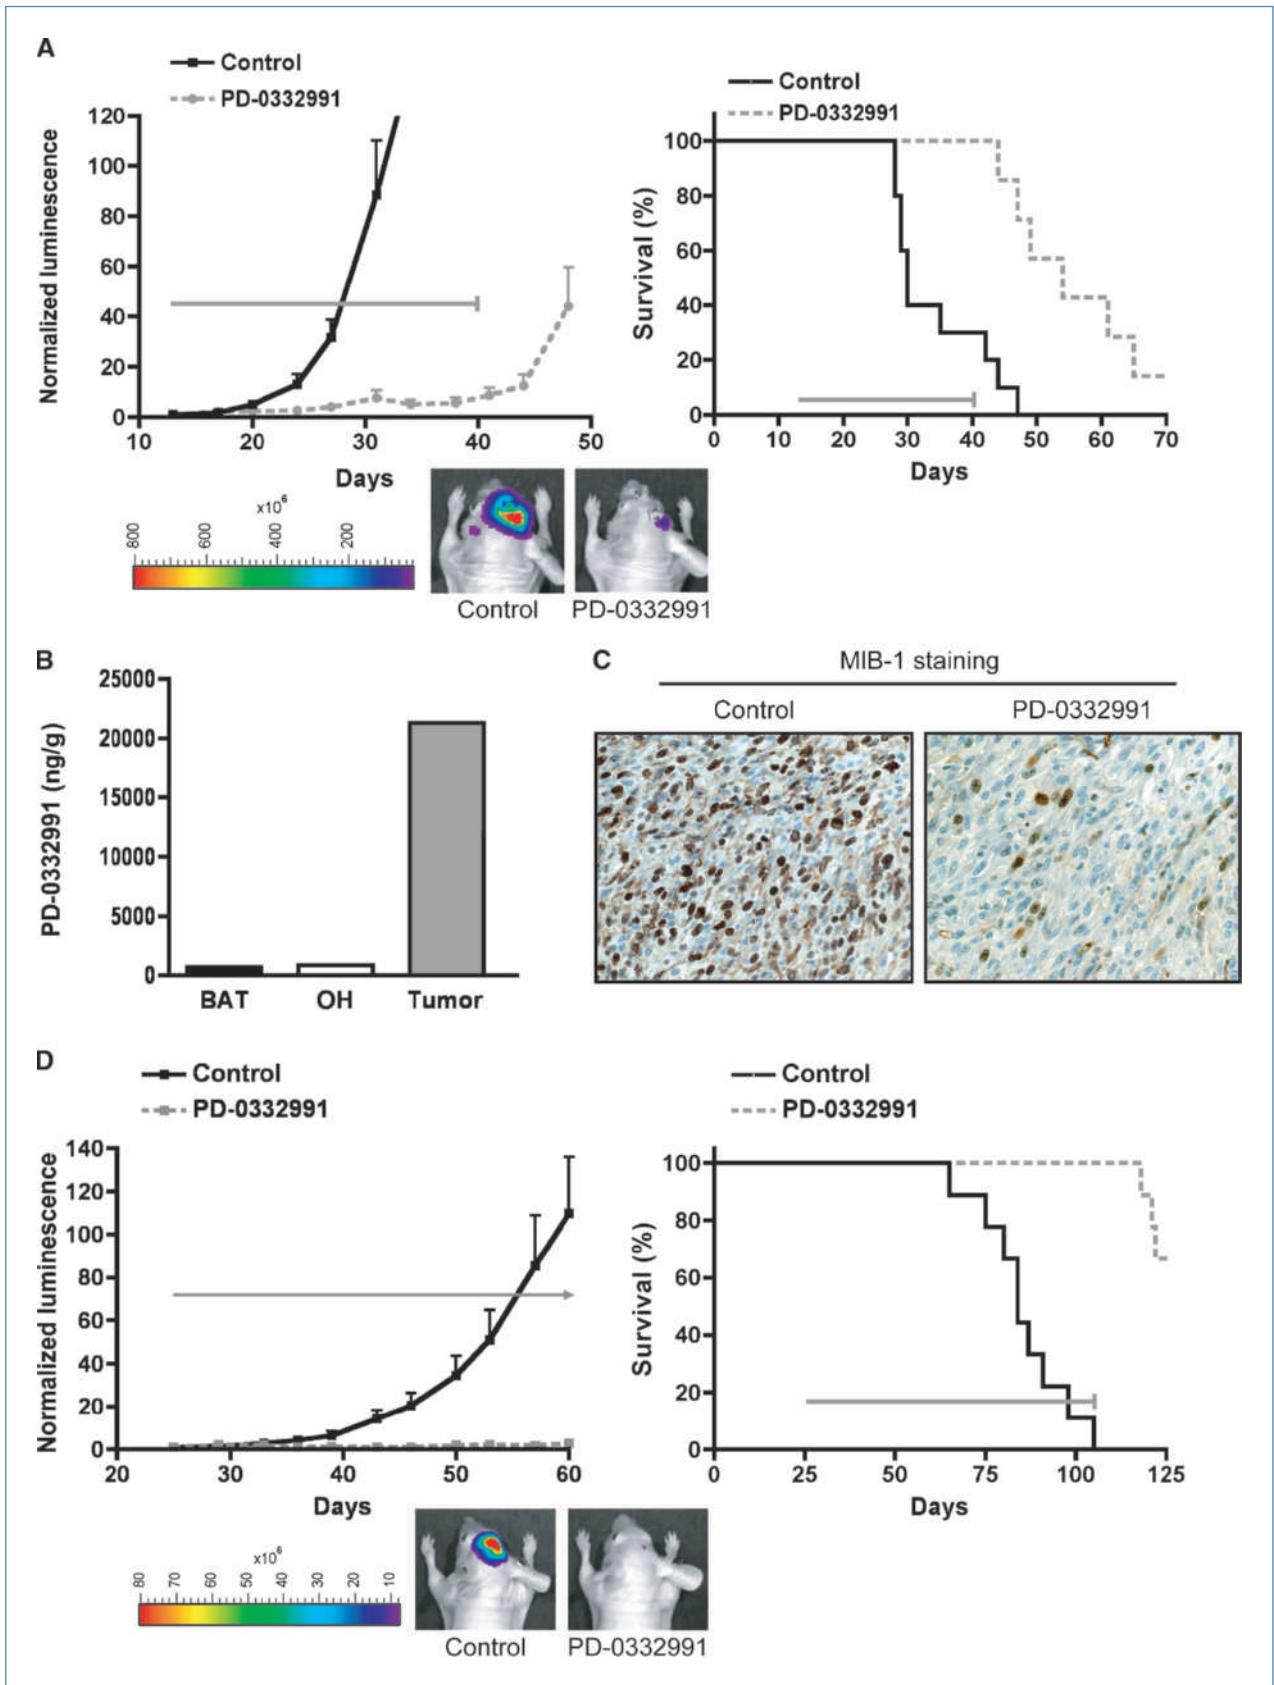 A
Control
PD-0332991
Normalized luminescence
120
100
80
60
40
20
0
10 20 30 40 50
Days
Control
PD-0332991
Survival (%)
100
80
60
40
20
0
0 10 20 30 40 50 60 70
Days
x10⁶
800 600 400 200
Control PD-0332991
B
PD-0332991 (ng/g)
25000
20000
15000
10000
5000
0
BAT OH Tumor
C
MIB-1 staining
Control PD-0332991
D
Control
PD-0332991
Normalized luminescence
140
120
100
80
60
40
20
0
20 30 40 50 60
Days
Control
PD-0332991
Survival (%)
100
80
60
40
20
0
0 25 50 75 100 125
Days
x10⁶
80 70 60 50 40 30 20 10
Control PD-0332991